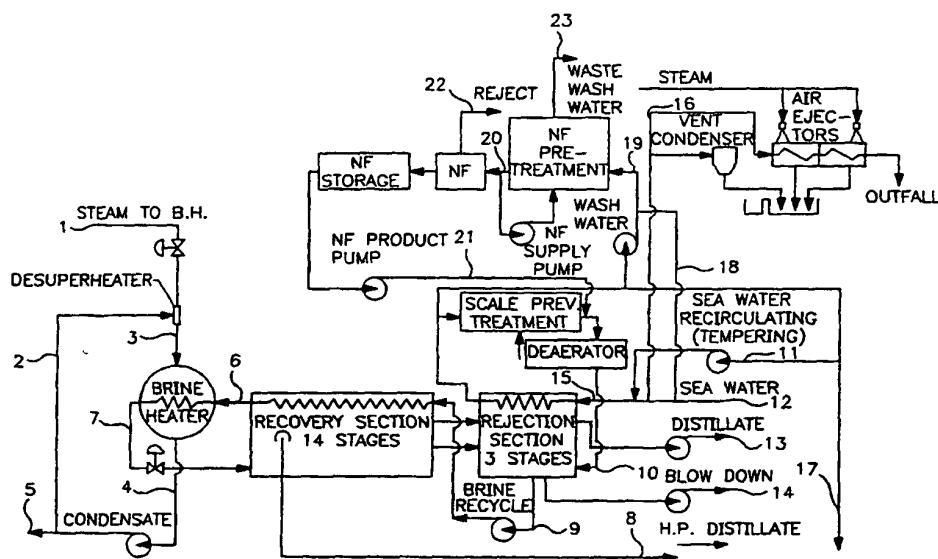 23
WASTE
WASH
WATER
STEAM
22
REJECT
16
VENT
CONDENSER
AIR
EJEC-
TORS
NF
PRE-
TREATMENT
20
19
NF
STORAGE
NF
OUTFALL
STEAM TO B.H.
1
WASH
WATER
NF PRODUCT
PUMP
21
NF
SUPPLY
PUMP
18
DESUPERHEATER
SCALE PREV.
TREATMENT
SEA WATER
RECIRCULATING
(TEMPERING)
2
3
DEAERATOR
11
15
SEA WATER
12
BRINE
HEATER
6
7
RECOVERY SECTION
14 STAGES
REJECTION
SECTION
3 STAGES
DISTILLATE
13
10
BLOW DOWN
14
17
4
5
CONDENSATE
BRINE
RECYCLE
9
8
H.P. DISTILLATE